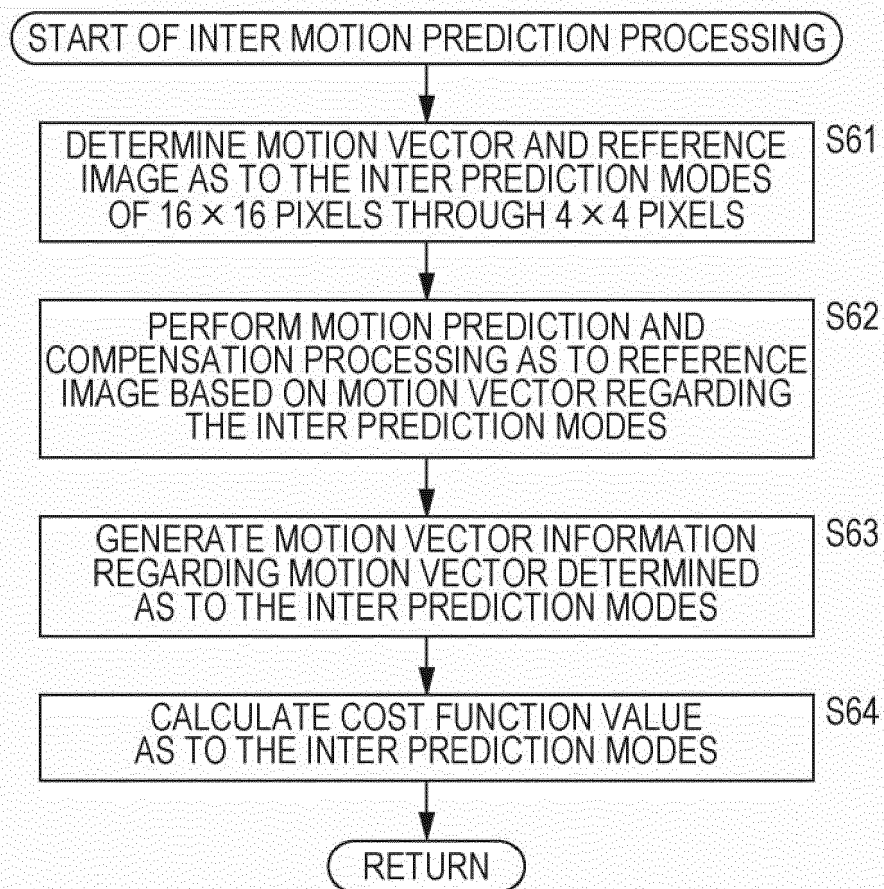 START OF INTER MOTION PREDICTION PROCESSING
DETERMINE MOTION VECTOR AND REFERENCE
IMAGE AS TO THE INTER PREDICTION MODES
OF 16 × 16 PIXELS THROUGH 4 × 4 PIXELS
S61
PERFORM MOTION PREDICTION AND
COMPENSATION PROCESSING AS TO REFERENCE
IMAGE BASED ON MOTION VECTOR REGARDING
THE INTER PREDICTION MODES
S62
GENERATE MOTION VECTOR INFORMATION
REGARDING MOTION VECTOR DETERMINED
AS TO THE INTER PREDICTION MODES
S63
CALCULATE COST FUNCTION VALUE
AS TO THE INTER PREDICTION MODES
S64
RETURN